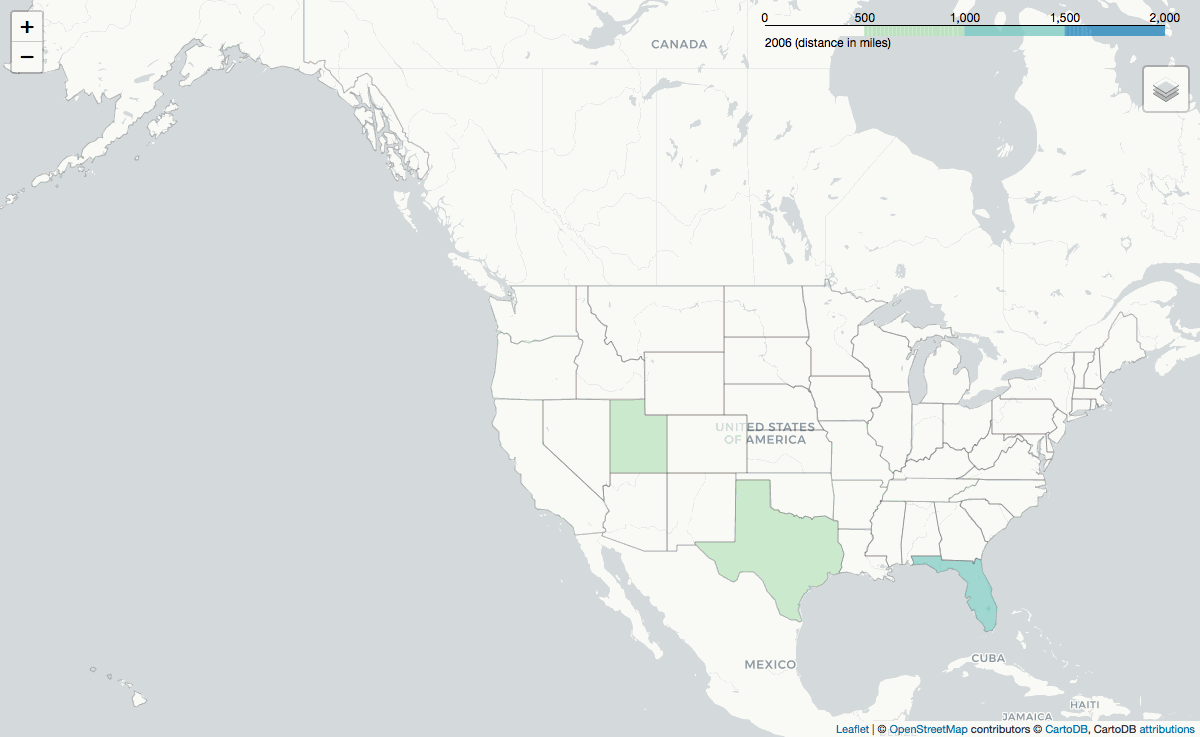 +
−
0 500 1,000 1,500 2,000
2006 (distance in miles)
CANADA
UNITED STATES
OF AMERICA
MEXICO
CUBA
HAITI
JAMAICA
Leaflet | © OpenStreetMap contributors © CartoDB, CartoDB attributions